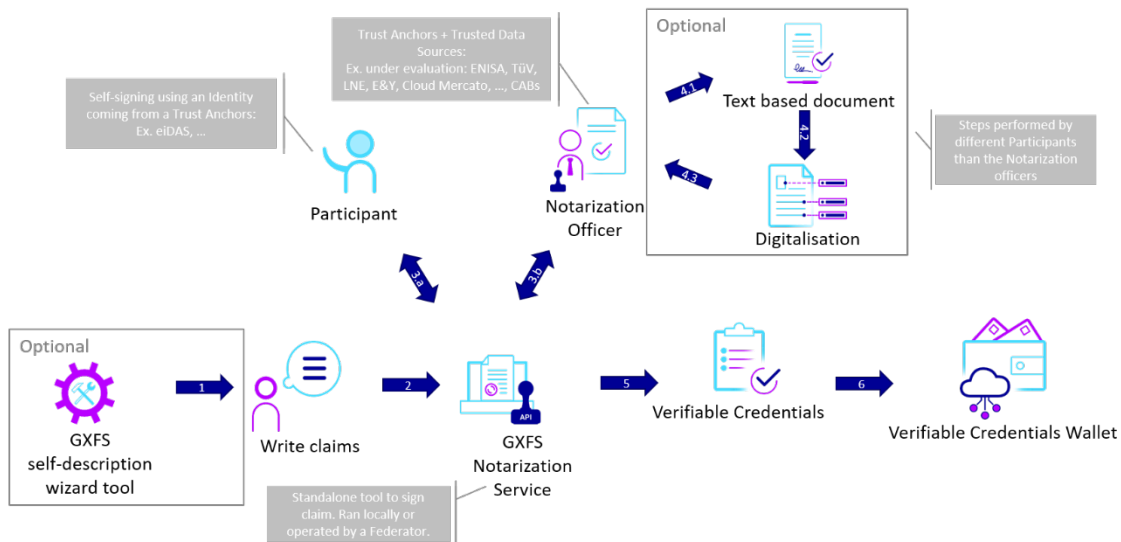 Trust Anchors + Trusted Data
Sources:
Ex. under evaluation: ENISA, TüV,
LNE, E&Y, Cloud Mercato, ..., CABs
Optional
Self-signing using an Identity
coming from a Trust Anchors:
Ex. eiDAS, ...
4.1
Text based document
4.2
Steps performed by
different Participants
than the Notarization
officers
4.3
Participant
Notarization
Officer
Digitalisation
3.a
3.b
Optional
1
2
API
5
6
GXFS
self-description
wizard tool
Write claims
GXFS
Notarization
Service
Verifiable Credentials
Verifiable Credentials Wallet
Standalone tool to sign
claim. Ran locally or
operated by a Federator.